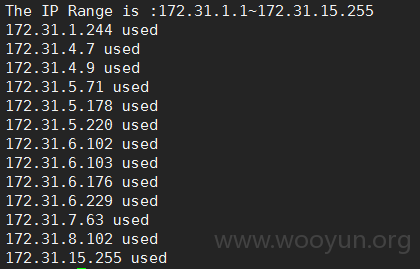 The IP Range is :172.31.1.1~172.31.15.255
172.31.1.244 used
172.31.4.7 used
172.31.4.9 used
172.31.5.71 used
172.31.5.178 used
172.31.5.220 used
172.31.6.102 used
172.31.6.103 used
172.31.6.176 used
172.31.6.229 used
172.31.7.63 used
172.31.8.102 used
172.31.15.255 used
www.wooyun.org